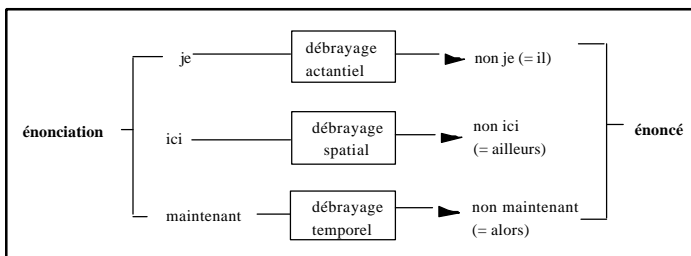 je
débrayage
actantiel
non je (= il)
énonciation
ici
débrayage
spatial
non ici
(= ailleurs)
énoncé
maintenant
débrayage
temporel
non maintenant
(= alors)